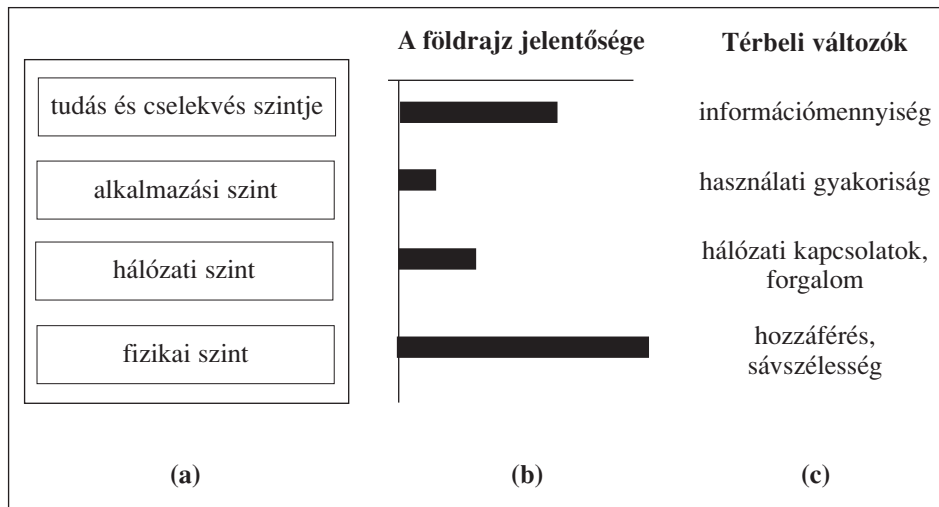 A földrajz jelentősége
Térbeli változók
tudás és cselekvés szintje
információmennyiség
alkalmazási szint
használati gyakoriság
hálózati szint
hálózati kapcsolatok,
forgalom
fizikai szint
hozzáférés,
sávszélesség
(a)
(b)
(c)